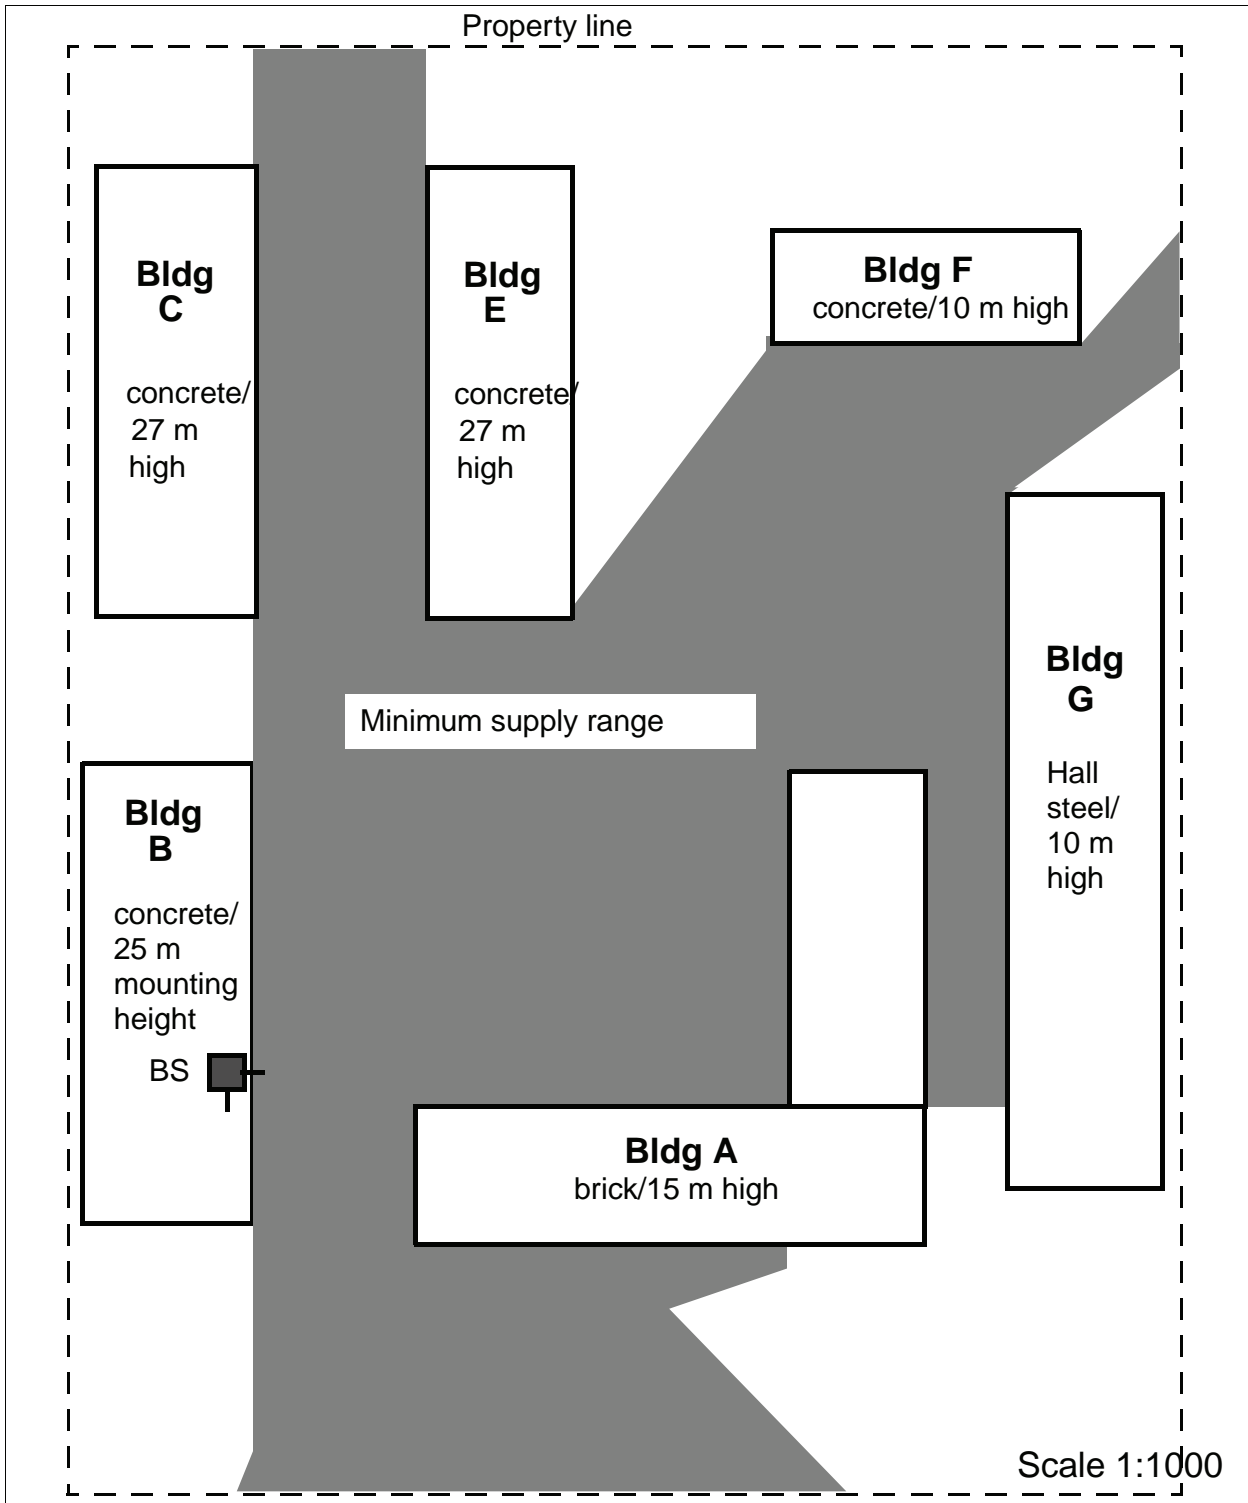 Property line
Bldg
C
concrete/
27 m
high
Bldg
E
concrete/
27 m
high
Bldg F
concrete/10 m high
Minimum supply range
Bldg
G
Hall
steel/
10 m
high
Bldg
B
concrete/
25 m
mounting
height
BS
Bldg A
brick/15 m high
Scale 1:1000